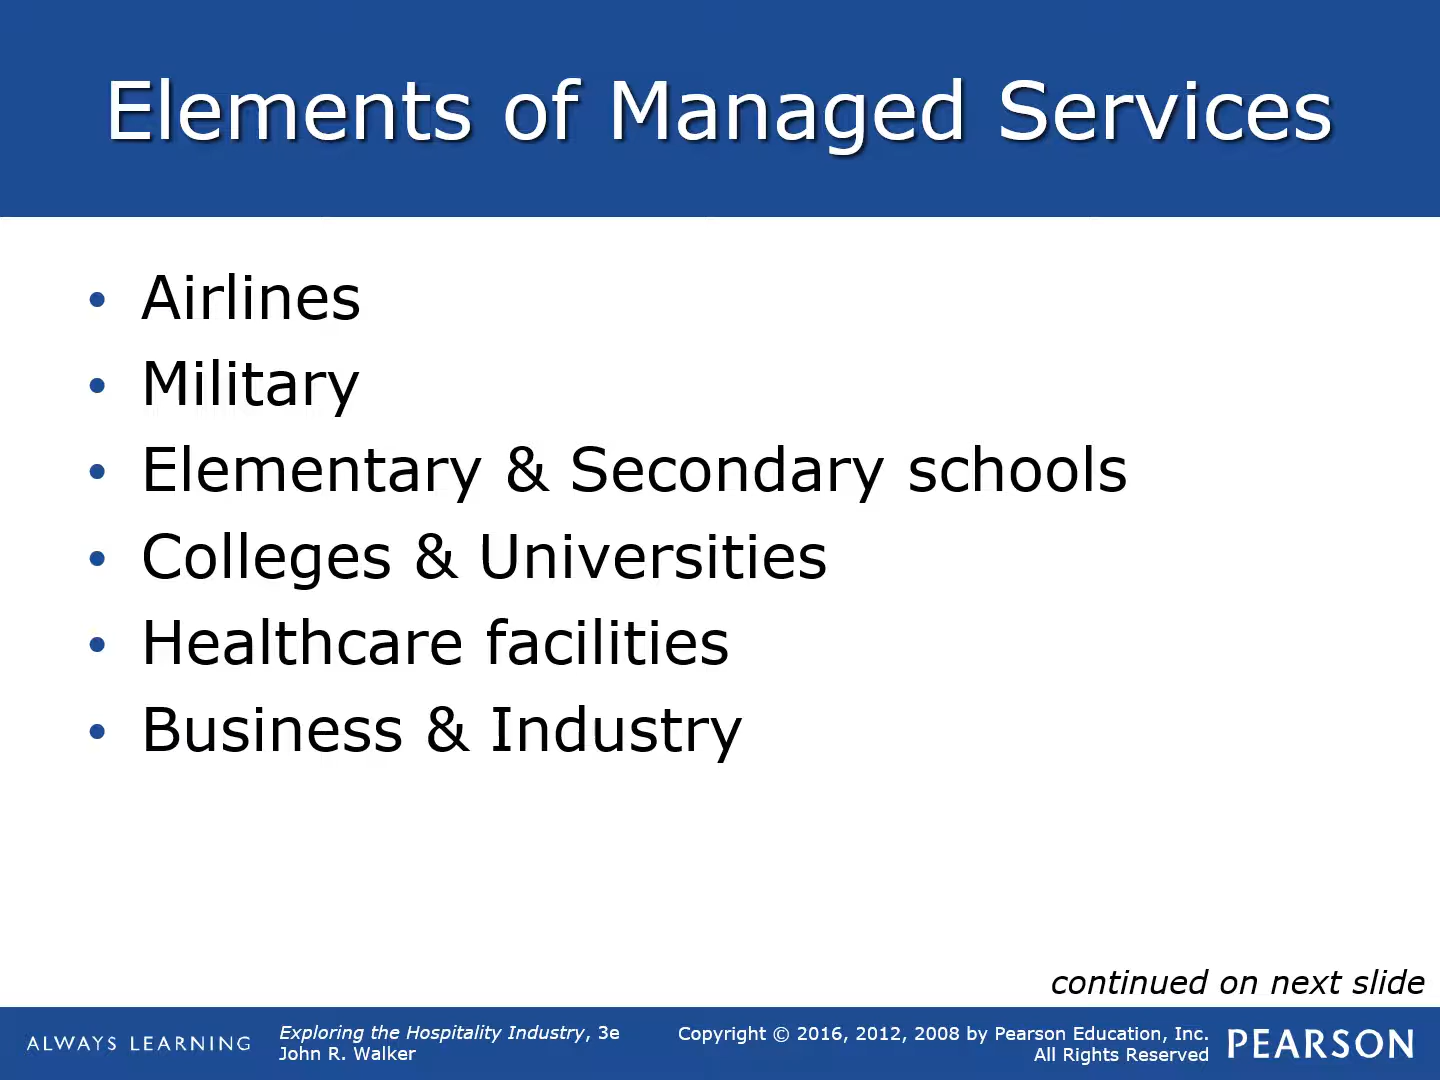 Elements of Managed Services
• Airlines
• Military
• Elementary & Secondary schools
• Colleges & Universities
• Healthcare facilities
• Business & Industry
continued on next slide
ALWAYS LEARNING
Exploring the Hospitality Industry, 3e
John R. Walker
Copyright © 2016, 2012, 2008 by Pearson Education, Inc.
All Rights Reserved
PEARSON